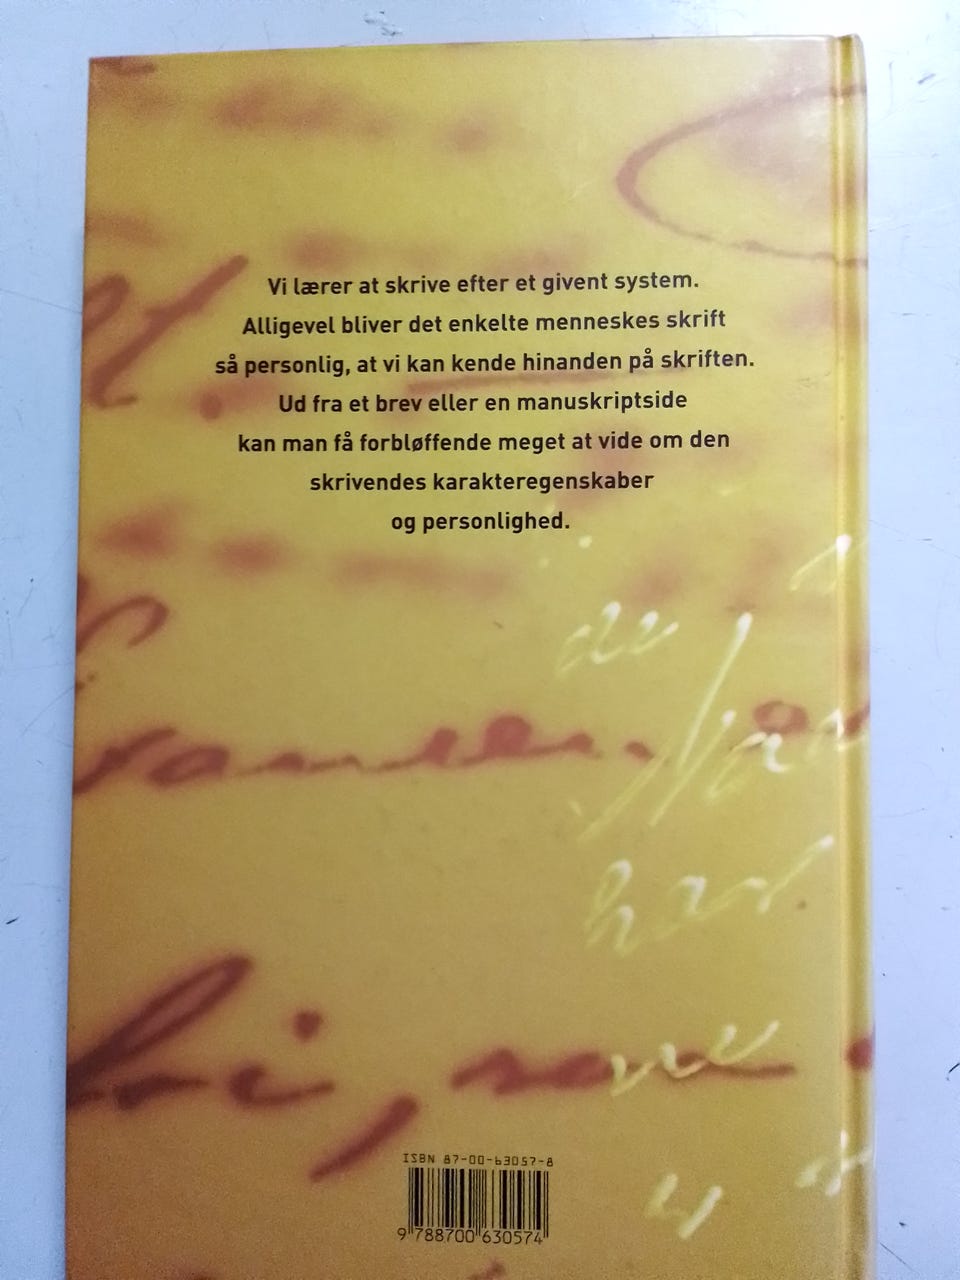 Vi lærer at skrive efter et givent system.
Alligevel bliver det enkelte menneskes skrift
så personlig, at vi kan kende hinanden på skriften.
Ud fra et brev eller en manuskriptside
kan man få forbløffende meget at vide om den
skrivendes karakteregenskaber
og personlighed.
har
ISBN 87-00-63057-8
9 788700 630574